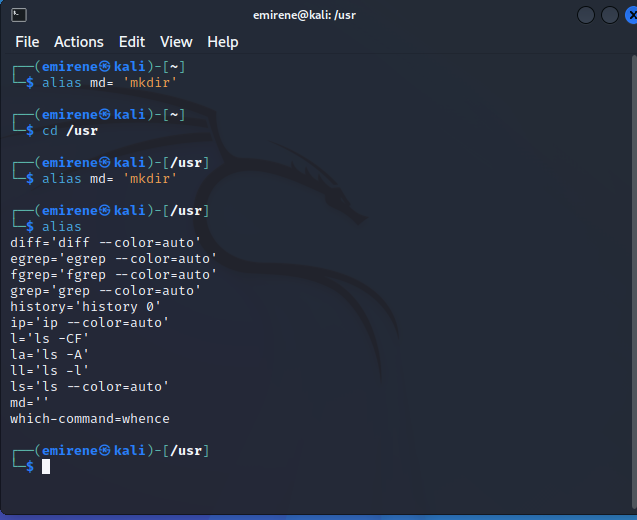 emirene@kali: /usr
File Actions Edit View Help
┌──(emirene㉿kali)-[~]
└─$ alias md= 'mkdir'
┌──(emirene㉿kali)-[~]
└─$ cd /usr
┌──(emirene㉿kali)-[/usr]
└─$ alias md= 'mkdir'
┌──(emirene㉿kali)-[/usr]
└─$ alias
diff='diff --color=auto'
egrep='egrep --color=auto'
fgrep='fgrep --color=auto'
grep='grep --color=auto'
history='history 0'
ip='ip --color=auto'
l='ls -CF'
la='ls -A'
ll='ls -l'
ls='ls --color=auto'
md=''
which-command=whence
┌──(emirene㉿kali)-[/usr]
└─$